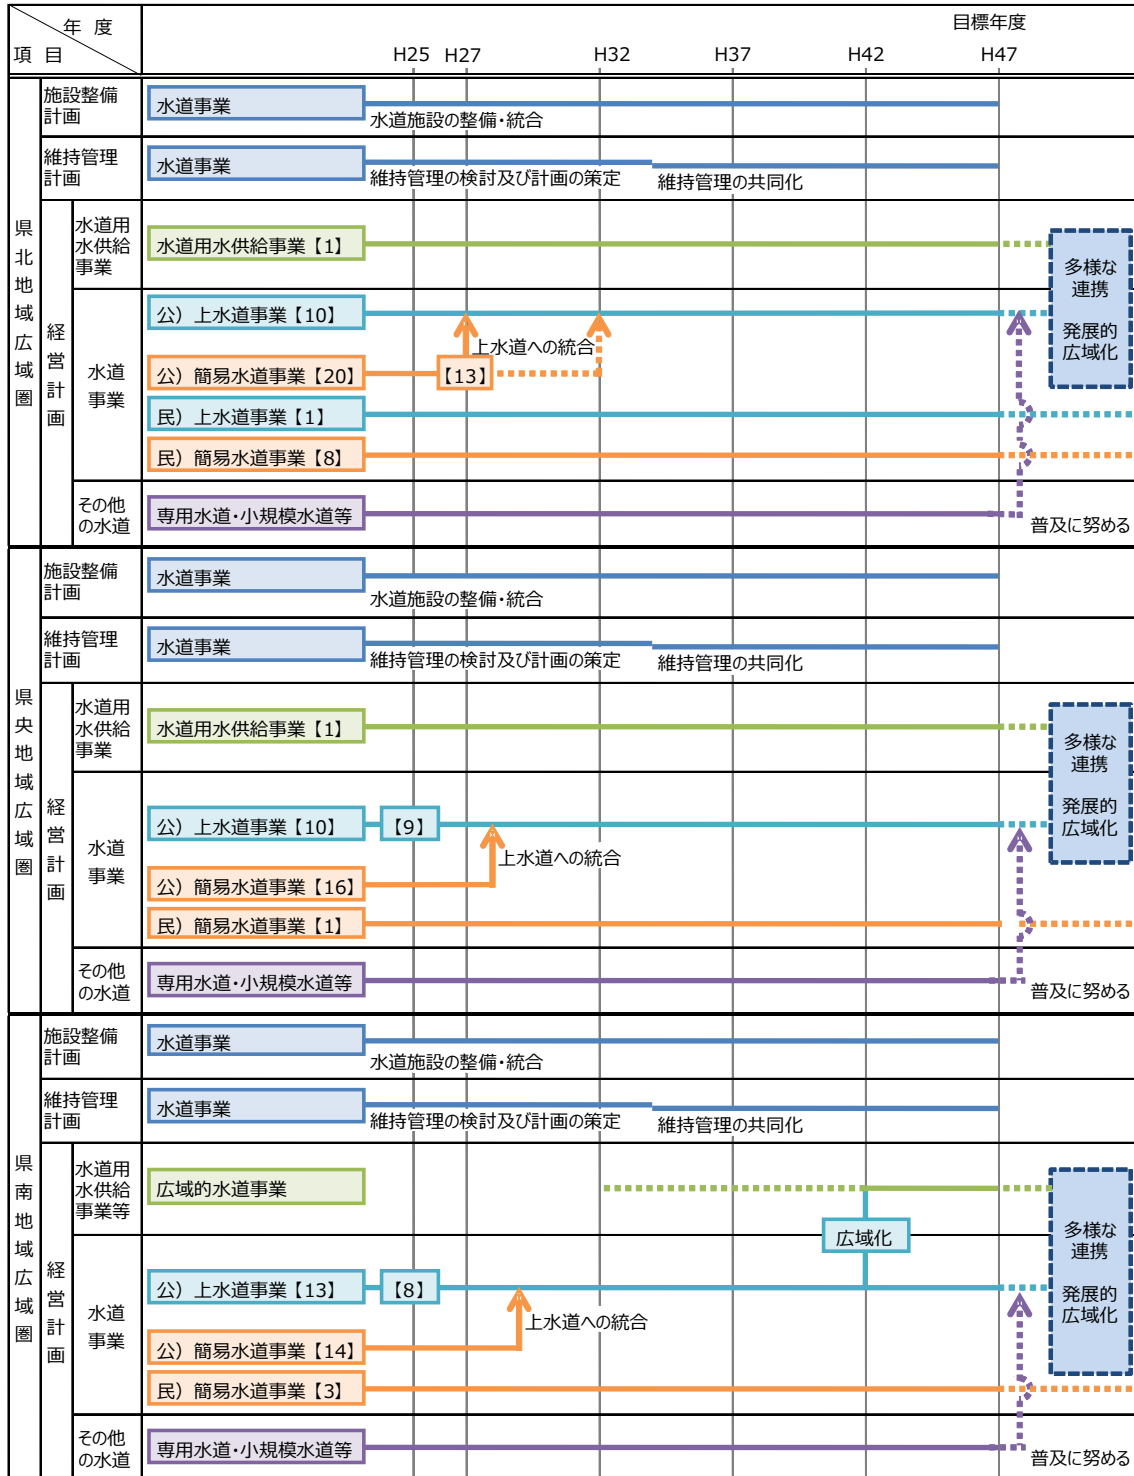 年 度
項 目
目標年度
H25 H27 H32 H37 H42 H47
県北地域広域圏
施設整備
計画
水道事業
水道施設の整備・統合
維持管理
計画
水道事業
維持管理の検討及び計画の策定
維持管理の共同化
経営計画
水道用
水供給
事業
水道用水供給事業【1】
水道
事業
公）上水道事業【10】
上水道への統合
公）簡易水道事業【20】
【13】
民）上水道事業【1】
民）簡易水道事業【8】
多様な
連携
発展的
広域化
その他
の水道
専用水道・小規模水道等
普及に努める
県央地域広域圏
施設整備
計画
水道事業
水道施設の整備・統合
維持管理
計画
水道事業
維持管理の検討及び計画の策定
維持管理の共同化
経営計画
水道用
水供給
事業
水道用水供給事業【1】
水道
事業
公）上水道事業【10】
【9】
上水道への統合
公）簡易水道事業【16】
民）簡易水道事業【1】
多様な
連携
発展的
広域化
その他
の水道
専用水道・小規模水道等
普及に努める
県南地域広域圏
施設整備
計画
水道事業
水道施設の整備・統合
維持管理
計画
水道事業
維持管理の検討及び計画の策定
維持管理の共同化
経営計画
水道用
水供給
事業等
広域的水道事業
広域化
水道
事業
公）上水道事業【13】
【8】
上水道への統合
公）簡易水道事業【14】
民）簡易水道事業【3】
多様な
連携
発展的
広域化
その他
の水道
専用水道・小規模水道等
普及に努める